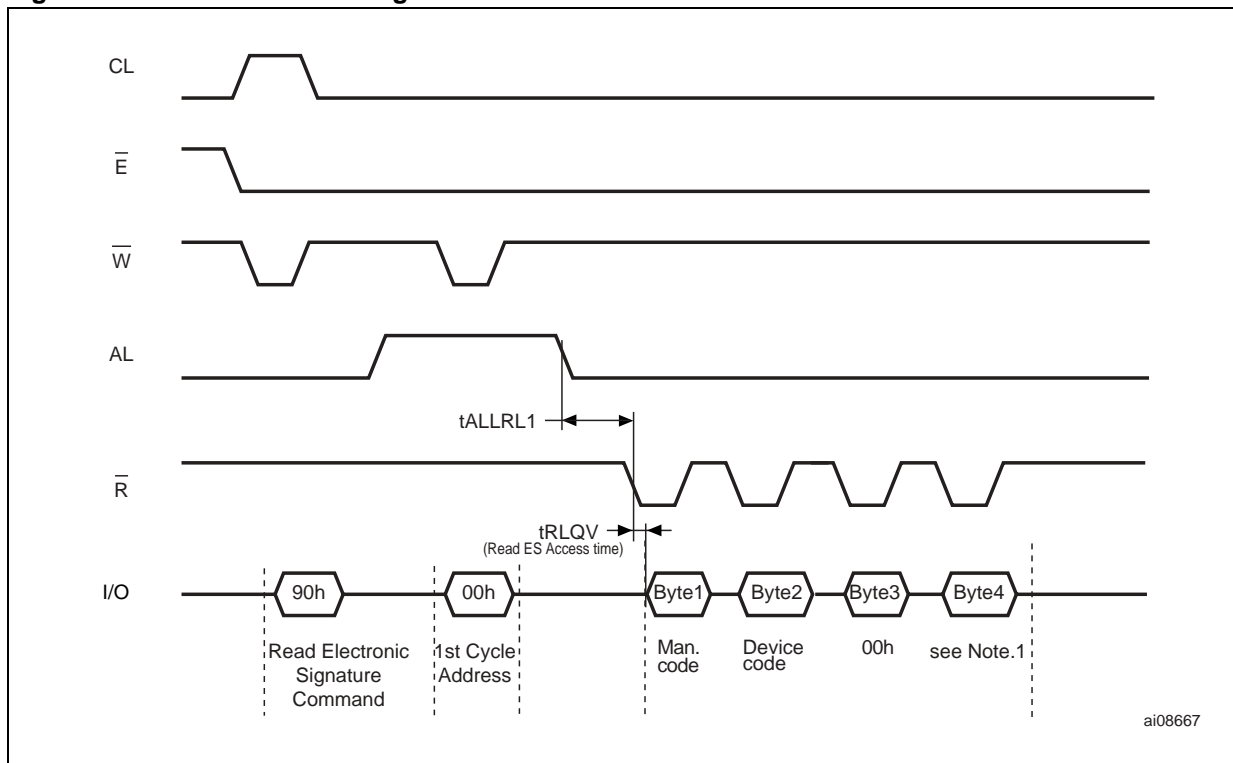 CL
E
W
AL
tALLRL1
R
tRLQV
(Read ES Access time)
I/O
90h
00h
Byte1
Byte2
Byte3
Byte4
Read Electronic
Signature
Command
1st Cycle
Address
Man.
code
Device
code
00h
see Note.1
ai08667